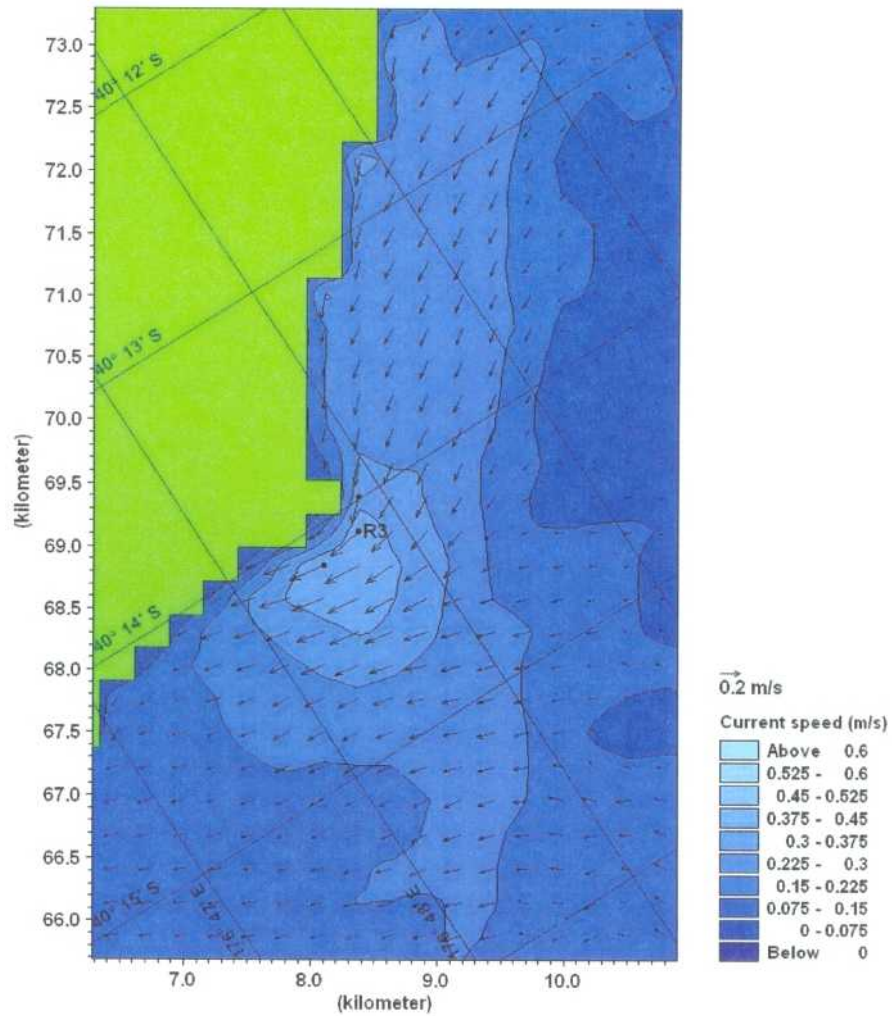 73.0
72.5
72.0
71.5
71.0
70.5
70.0
69.5
69.0
68.5
68.0
67.5
67.0
66.5
66.0
(kilometer)
40° 12' S
40° 13' S
40° 14' S
40° 15' S
176° 47' E
176° 48' E
R3
7.0 8.0 9.0 10.0
(kilometer)
0.2 m/s
Current speed (m/s)
Above 0.6
0.525 - 0.6
0.45 - 0.525
0.375 - 0.45
0.3 - 0.375
0.225 - 0.3
0.15 - 0.225
0.075 - 0.15
0 - 0.075
Below 0